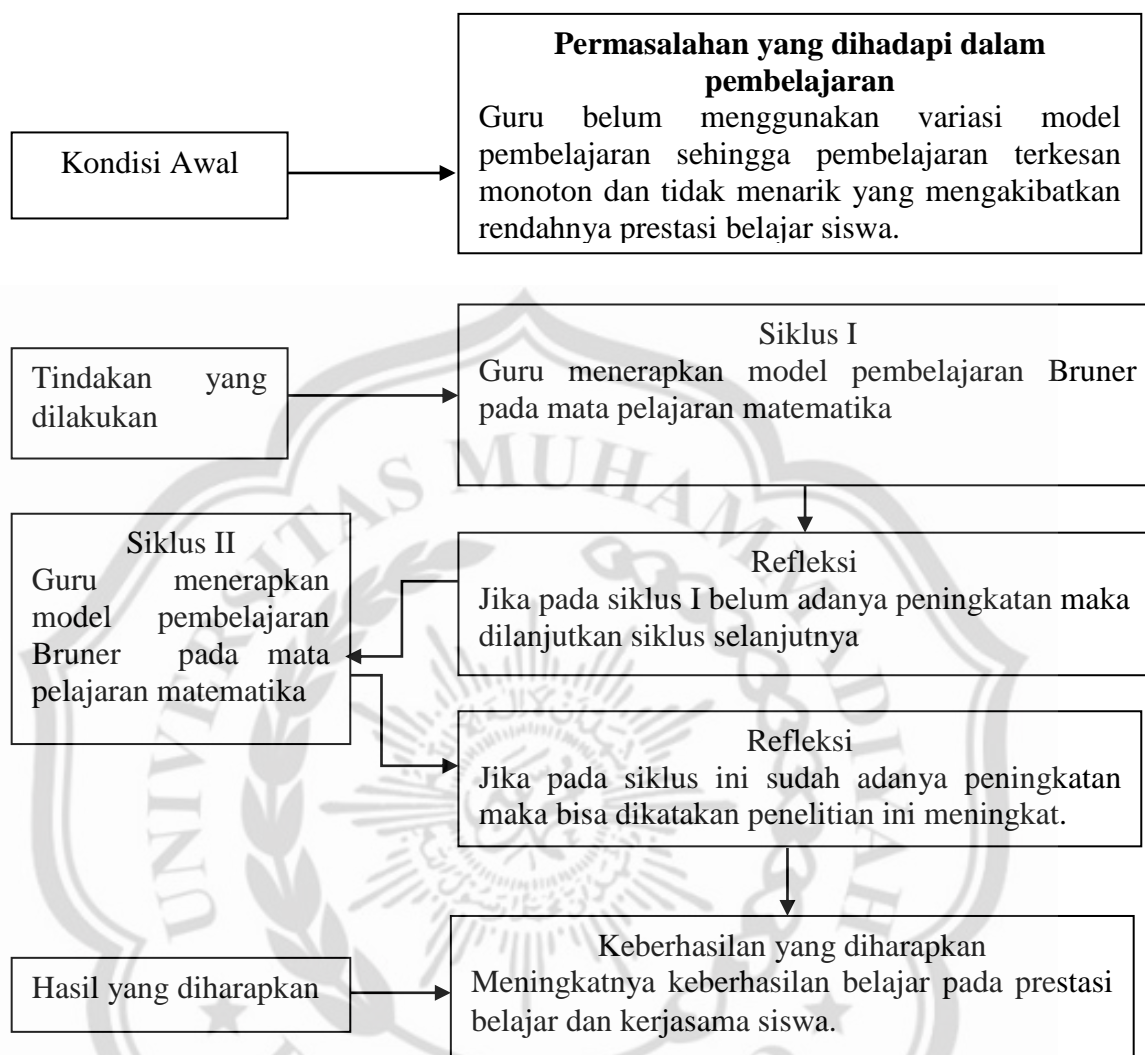 Permasalahan yang dihadapi dalam
pembelajaran
Guru belum menggunakan variasi model
pembelajaran sehingga pembelajaran terkesan
monoton dan tidak menarik yang mengakibatkan
rendahnya prestasi belajar siswa.
Kondisi Awal
Siklus I
Guru menerapkan model pembelajaran Bruner
pada mata pelajaran matematika
Tindakan yang
dilakukan
Refleksi
Jika pada siklus I belum adanya peningkatan maka
dilanjutkan siklus selanjutnya
Siklus II
Guru menerapkan
model pembelajaran
Bruner pada mata
pelajaran matematika
Refleksi
Jika pada siklus ini sudah adanya peningkatan
maka bisa dikatakan penelitian ini meningkat.
Keberhasilan yang diharapkan
Meningkatnya keberhasilan belajar pada prestasi
belajar dan kerjasama siswa.
Hasil yang diharapkan
UNIVERSITAS MUHAMMADIYAH